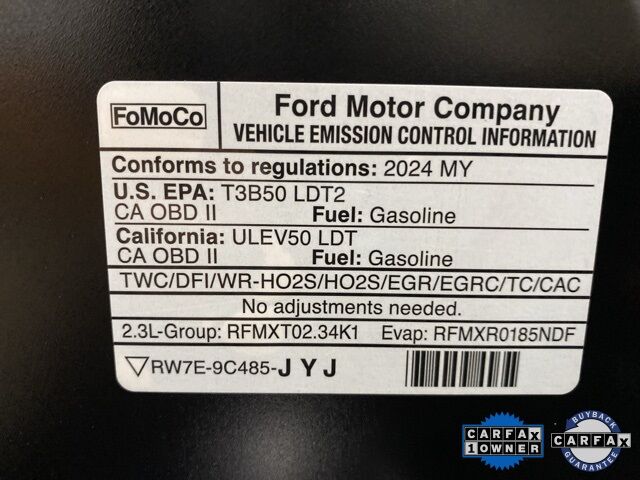 FoMoCo
Ford Motor Company
VEHICLE EMISSION CONTROL INFORMATION
Conforms to regulations: 2024 MY
U.S. EPA: T3B50 LDT2
CA OBD II Fuel: Gasoline
California: ULEV50 LDT
CA OBD II Fuel: Gasoline
TWC/DFI/WR-HO2S/HO2S/EGR/EGRC/TC/CAC
No adjustments needed.
2.3L-Group: RFMXT02.34K1 Evap: RFMXR0185NDF
RW7E-9C485-J Y J
CARFAX
1 OWNER
BUYBACK
CARFAX
GUARANTEE